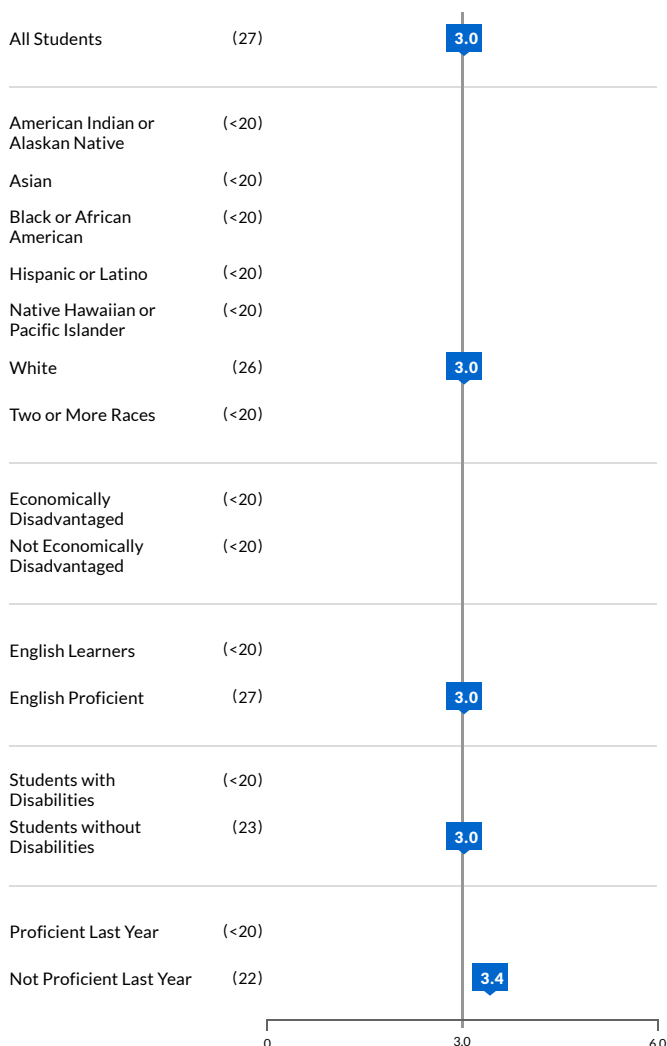 All Students (27) 3.0
American Indian or (<20)
Alaskan Native
Asian (<20)
Black or African (<20)
American
Hispanic or Latino (<20)
Native Hawaiian or (<20)
Pacific Islander
White (26) 3.0
Two or More Races (<20)
Economically (<20)
Disadvantaged
Not Economically (<20)
Disadvantaged
English Learners (<20)
English Proficient (27) 3.0
Students with (<20)
Disabilities
Students without (23) 3.0
Disabilities
Proficient Last Year (<20)
Not Proficient Last Year (22) 3.4
0 3.0 6.0